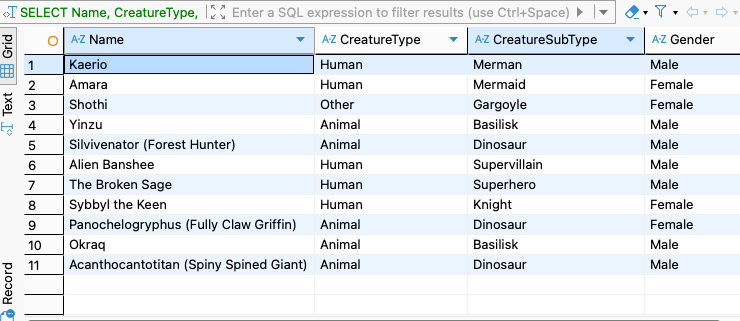 SELECT Name, CreatureType, Enter a SQL expression to filter results (use Ctrl+Space)
Grid
Text
Record
A-Z Name A-Z CreatureType A-Z CreatureSubType A-Z Gender
1 Kaerio Human Merman Male
2 Amara Human Mermaid Female
3 Shothi Other Gargoyle Female
4 Yinzu Animal Basilisk Male
5 Silvivenator (Forest Hunter) Animal Dinosaur Male
6 Alien Banshee Human Supervillain Male
7 The Broken Sage Human Superhero Male
8 Sybbyl the Keen Human Knight Female
9 Panochelogryphus (Fully Claw Griffin) Animal Dinosaur Female
10 Okraq Animal Basilisk Male
11 Acanthocantotitan (Spiny Spined Giant) Animal Dinosaur Male